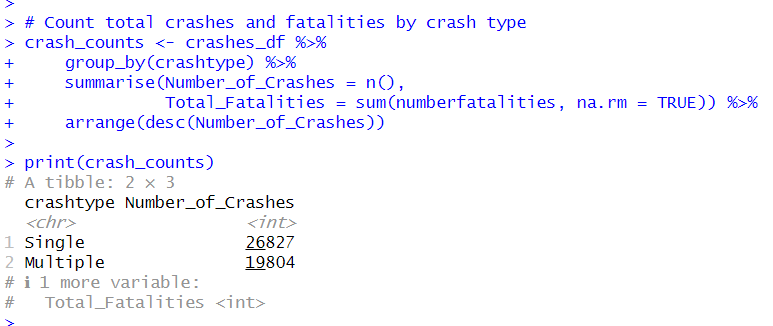 >
> # Count total crashes and fatalities by crash type
> crash_counts <- crashes_df %>%
+     group_by(crashtype) %>%
+     summarise(Number_of_Crashes = n(),
+               Total_Fatalities = sum(numberfatalities, na.rm = TRUE)) %>%
+     arrange(desc(Number_of_Crashes))
>
> print(crash_counts)
# A tibble: 2 × 3
  crashtype Number_of_Crashes
  <chr>                 <int>
1 Single                26827
2 Multiple              19804
# ℹ 1 more variable:
#   Total_Fatalities <int>
>